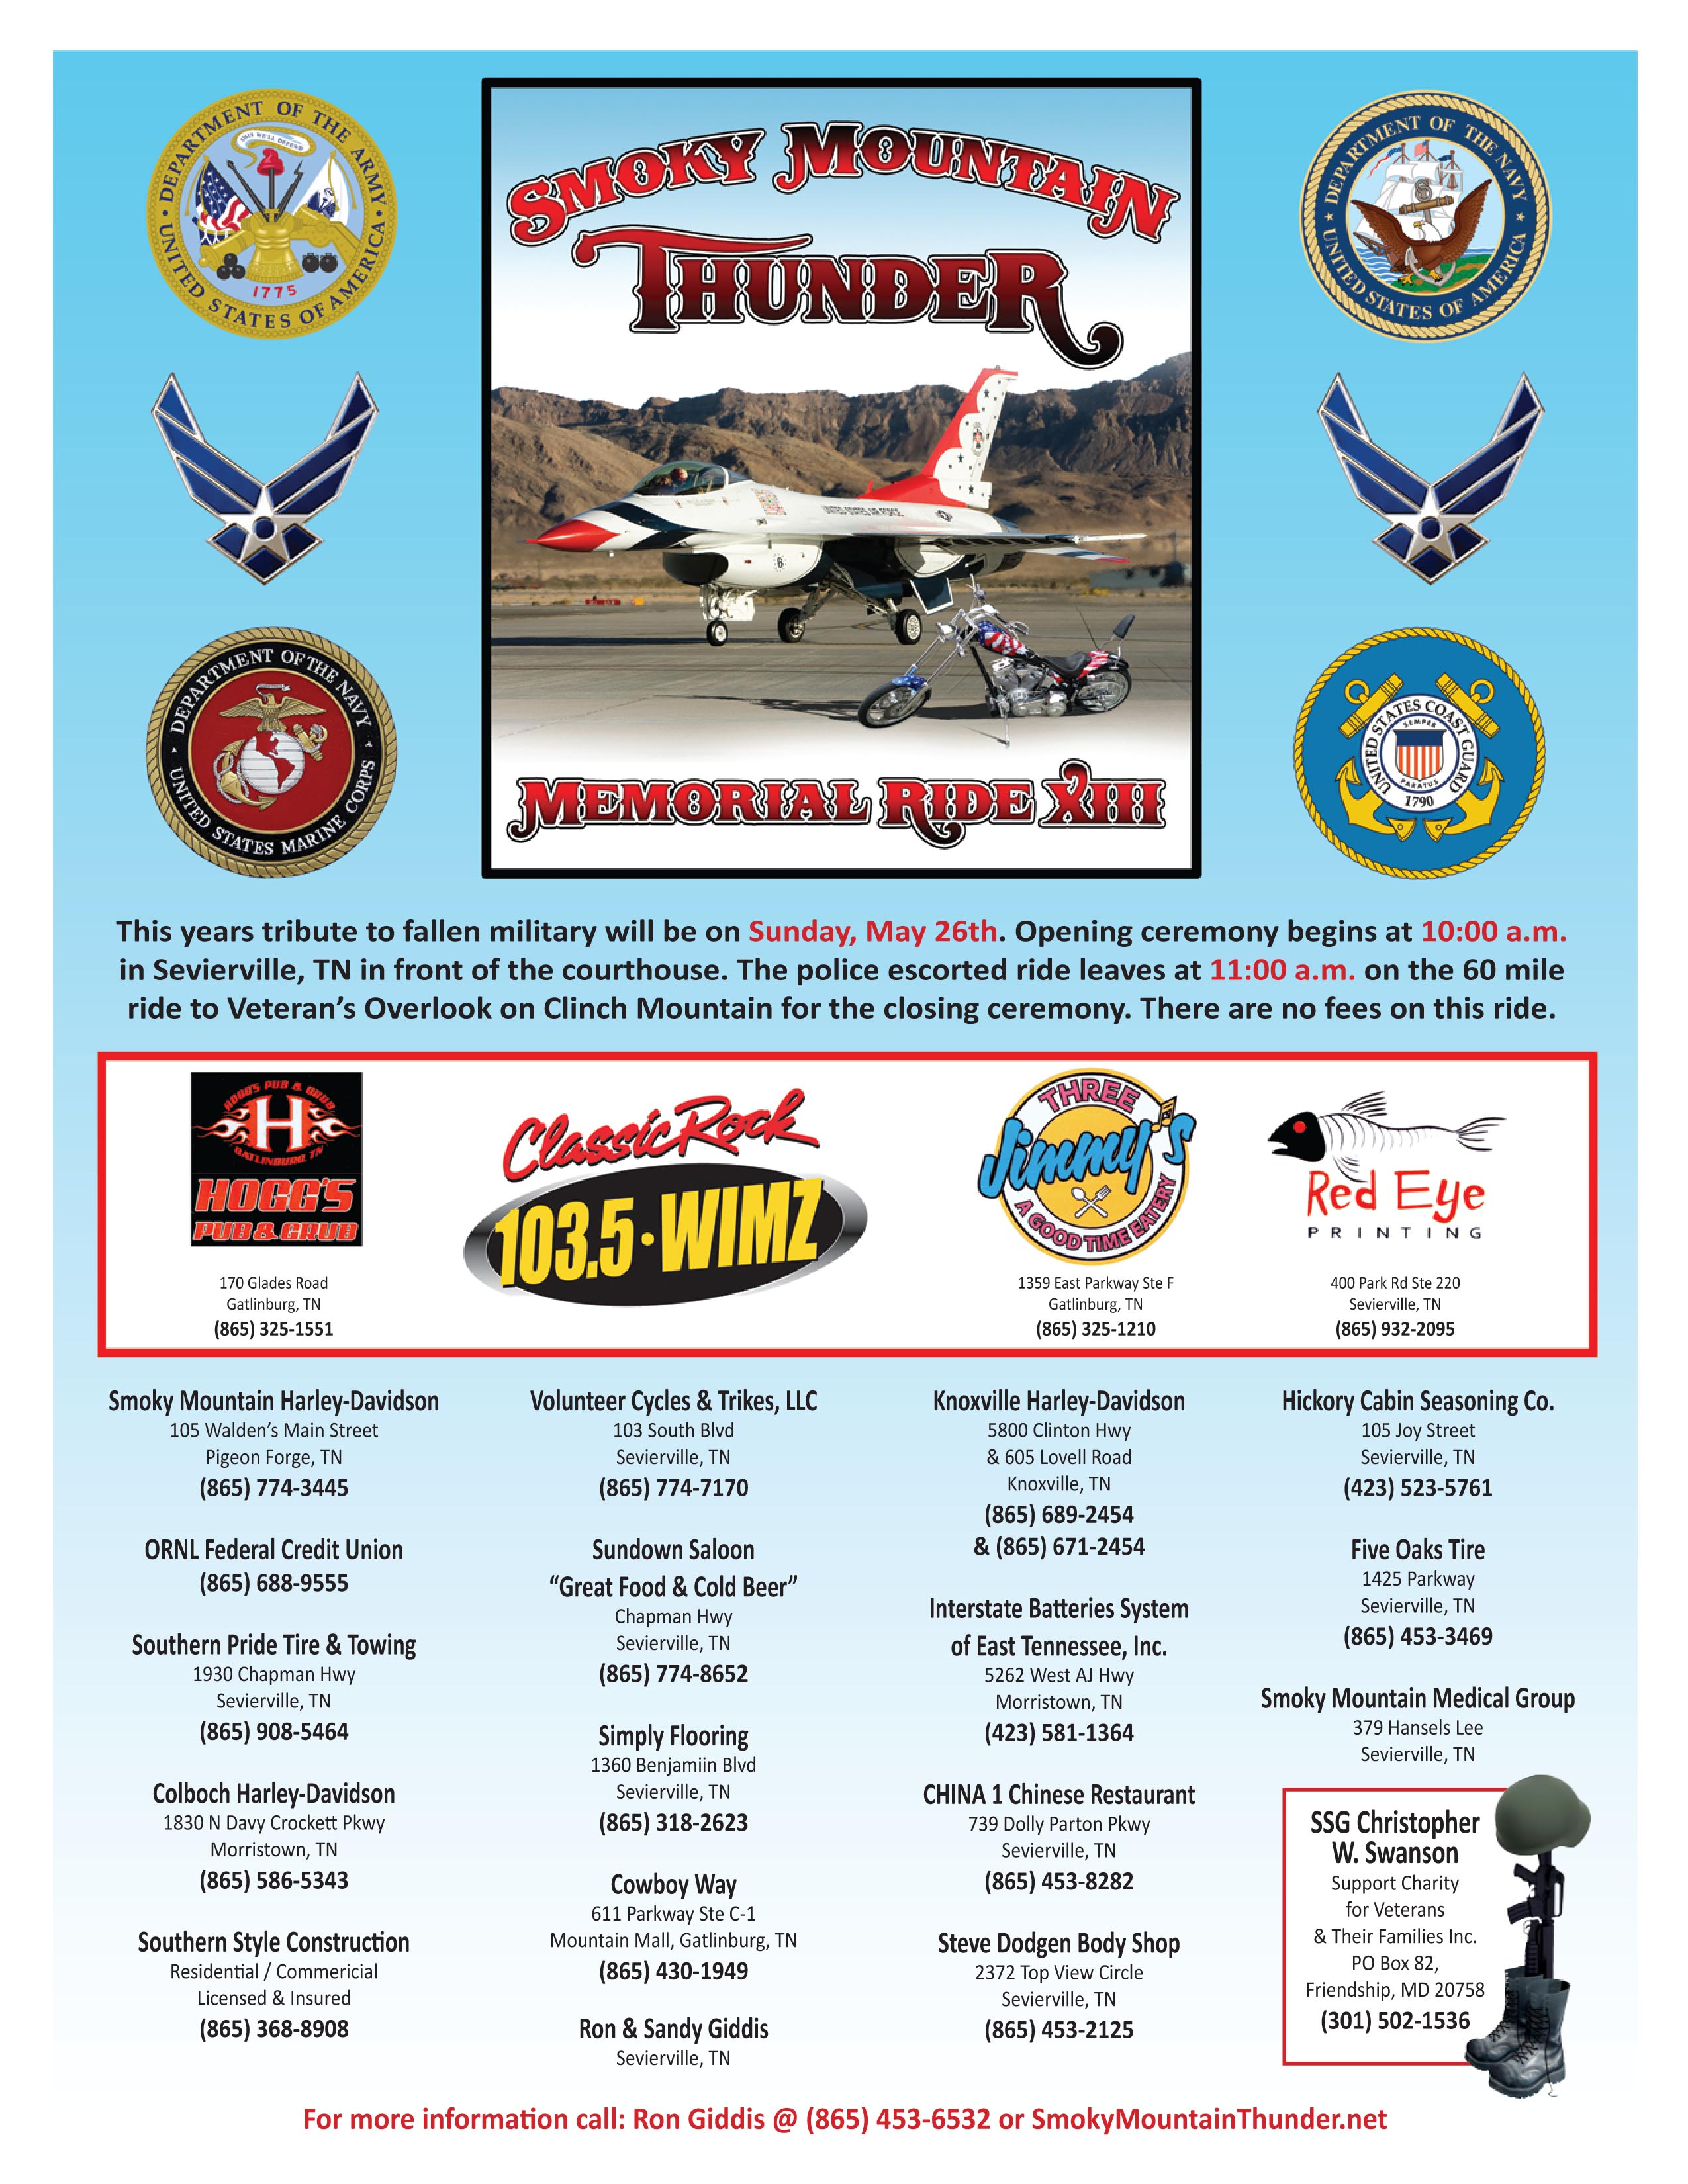 DEPARTMENT OF THE ARMY
THIS WE'LL DEFEND
1775
UNITED STATES OF AMERICA
SMOKY MOUNTAIN
THUNDER
UNITED STATES AIR FORCE
MEMORIAL RIDE XIII
DEPARTMENT OF THE NAVY
UNITED STATES OF AMERICA
DEPARTMENT OF THE NAVY
UNITED STATES MARINE CORPS
UNITED STATES COAST GUARD
SEMPER
PARATUS
1790
This years tribute to fallen military will be on Sunday, May 26th. Opening ceremony begins at 10:00 a.m.
in Sevierville, TN in front of the courthouse. The police escorted ride leaves at 11:00 a.m. on the 60 mile
ride to Veteran's Overlook on Clinch Mountain for the closing ceremony. There are no fees on this ride.
HOGG'S PUB & GRUB
H
GATLINBURG, TN
HOGG'S
PUB & GRUB
170 Glades Road
Gatlinburg, TN
(865) 325-1551
Classic Rock
103.5·WIMZ
THREE
Jimmy's
A GOOD TIME EATERY
1359 East Parkway Ste F
Gatlinburg, TN
(865) 325-1210
Red Eye
PRINTING
400 Park Rd Ste 220
Sevierville, TN
(865) 932-2095
Smoky Mountain Harley-Davidson
105 Walden's Main Street
Pigeon Forge, TN
(865) 774-3445
ORNL Federal Credit Union
(865) 688-9555
Southern Pride Tire & Towing
1930 Chapman Hwy
Sevierville, TN
(865) 908-5464
Colboch Harley-Davidson
1830 N Davy Crockett Pkwy
Morristown, TN
(865) 586-5343
Southern Style Construction
Residential / Commericial
Licensed & Insured
(865) 368-8908
Volunteer Cycles & Trikes, LLC
103 South Blvd
Sevierville, TN
(865) 774-7170
Sundown Saloon
“Great Food & Cold Beer”
Chapman Hwy
Sevierville, TN
(865) 774-8652
Simply Flooring
1360 Benjamiin Blvd
Sevierville, TN
(865) 318-2623
Cowboy Way
611 Parkway Ste C-1
Mountain Mall, Gatlinburg, TN
(865) 430-1949
Ron & Sandy Giddis
Sevierville, TN
Knoxville Harley-Davidson
5800 Clinton Hwy
& 605 Lovell Road
Knoxville, TN
(865) 689-2454
& (865) 671-2454
Interstate Batteries System
of East Tennessee, Inc.
5262 West AJ Hwy
Morristown, TN
(423) 581-1364
CHINA 1 Chinese Restaurant
739 Dolly Parton Pkwy
Sevierville, TN
(865) 453-8282
Steve Dodgen Body Shop
2372 Top View Circle
Sevierville, TN
(865) 453-2125
Hickory Cabin Seasoning Co.
105 Joy Street
Sevierville, TN
(423) 523-5761
Five Oaks Tire
1425 Parkway
Sevierville, TN
(865) 453-3469
Smoky Mountain Medical Group
379 Hansels Lee
Sevierville, TN
SSG Christopher
W. Swanson
Support Charity
for Veterans
& Their Families Inc.
PO Box 82,
Friendship, MD 20758
(301) 502-1536
For more information call: Ron Giddis @ (865) 453-6532 or SmokyMountainThunder.net